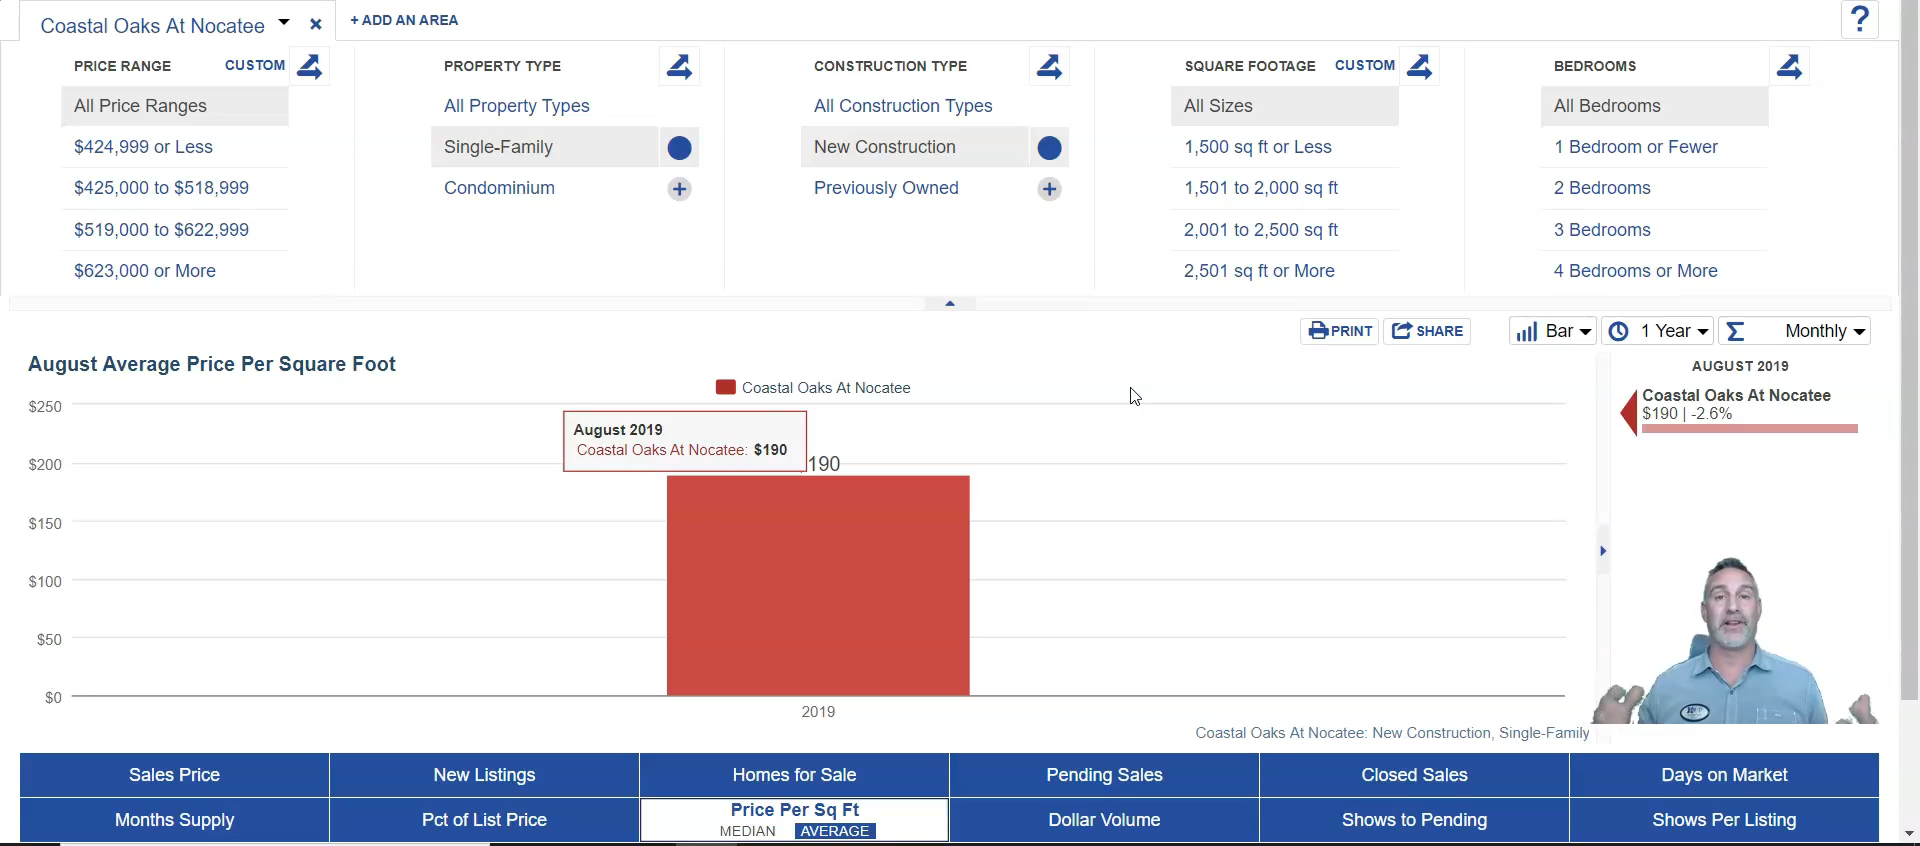 Coastal Oaks At Nocatee
+ ADD AN AREA
?
PRICE RANGE CUSTOM
All Price Ranges
$424,999 or Less
$425,000 to $518,999
$519,000 to $622,999
$623,000 or More
PROPERTY TYPE
All Property Types
Single-Family
Condominium
CONSTRUCTION TYPE
All Construction Types
New Construction
Previously Owned
SQUARE FOOTAGE CUSTOM
All Sizes
1,500 sq ft or Less
1,501 to 2,000 sq ft
2,001 to 2,500 sq ft
2,501 sq ft or More
BEDROOMS
All Bedrooms
1 Bedroom or Fewer
2 Bedrooms
3 Bedrooms
4 Bedrooms or More
PRINT SHARE Bar 1 Year Monthly
August Average Price Per Square Foot
Coastal Oaks At Nocatee
$250
$200
$150
$100
$50
$0
August 2019
Coastal Oaks At Nocatee: $190
190
2019
Coastal Oaks At Nocatee: New Construction, Single-Family
AUGUST 2019
Coastal Oaks At Nocatee
$190 | -2.6%
Sales Price New Listings Homes for Sale Pending Sales Closed Sales Days on Market
Months Supply Pct of List Price Price Per Sq Ft Dollar Volume Shows to Pending Shows Per Listing
MEDIAN AVERAGE